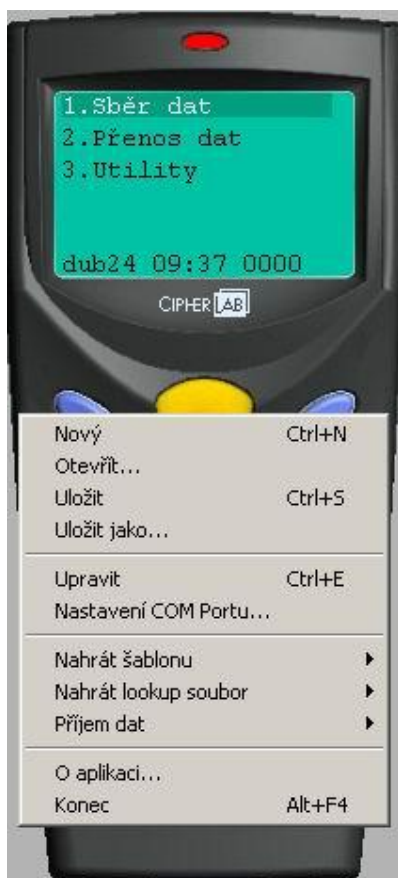 1.Sběr dat
2.Přenos dat
3.Utility
dub24 09:37 0000
CIPHERLAB
Nový Ctrl+N
Otevřít...
Uložit Ctrl+S
Uložit jako...
Upravit Ctrl+E
Nastavení COM Portu...
Nahrát šablonu
Nahrát lookup soubor
Příjem dat
O aplikaci...
Konec Alt+F4